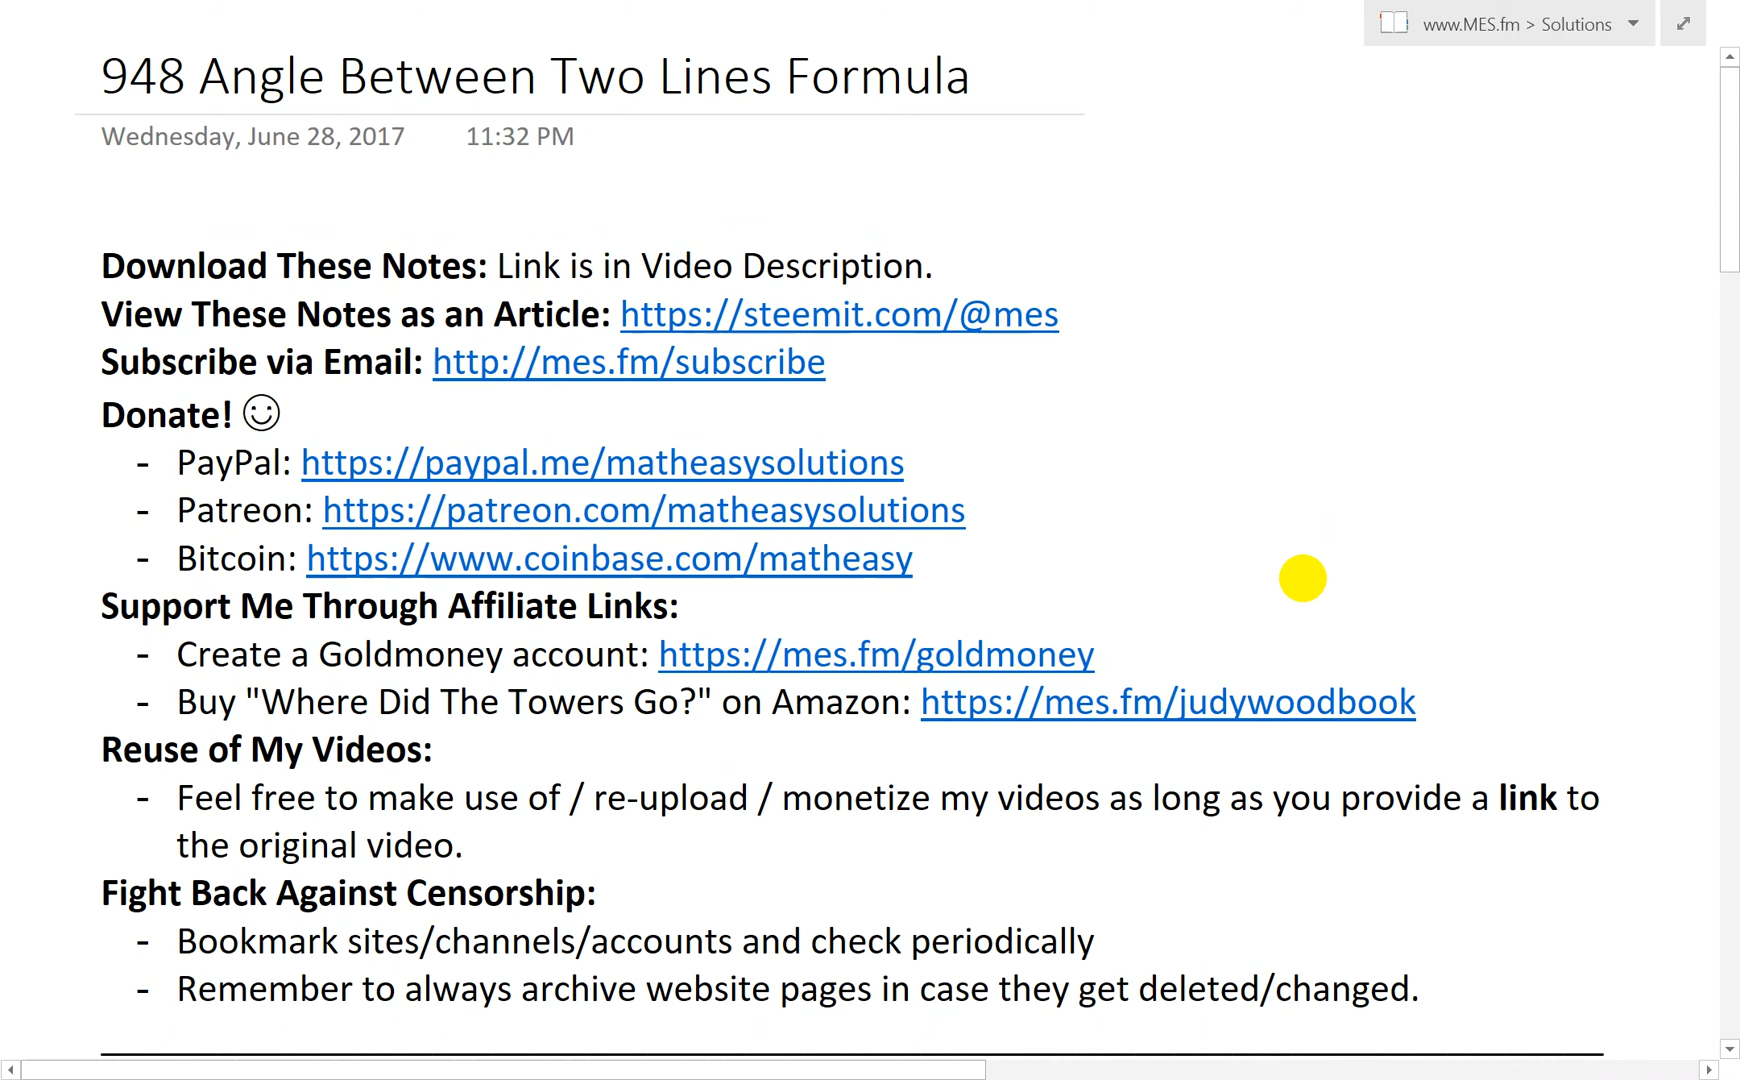 www.MES.fm > Solutions
948 Angle Between Two Lines Formula
Wednesday, June 28, 2017 11:32 PM
Download These Notes: Link is in Video Description.
View These Notes as an Article: https://steemit.com/@mes
Subscribe via Email: http://mes.fm/subscribe
Donate! ☺
- PayPal: https://paypal.me/matheasysolutions
- Patreon: https://patreon.com/matheasysolutions
- Bitcoin: https://www.coinbase.com/matheasy
Support Me Through Affiliate Links:
- Create a Goldmoney account: https://mes.fm/goldmoney
- Buy "Where Did The Towers Go?" on Amazon: https://mes.fm/judywoodbook
Reuse of My Videos:
- Feel free to make use of / re-upload / monetize my videos as long as you provide a link to
the original video.
Fight Back Against Censorship:
- Bookmark sites/channels/accounts and check periodically
- Remember to always archive website pages in case they get deleted/changed.